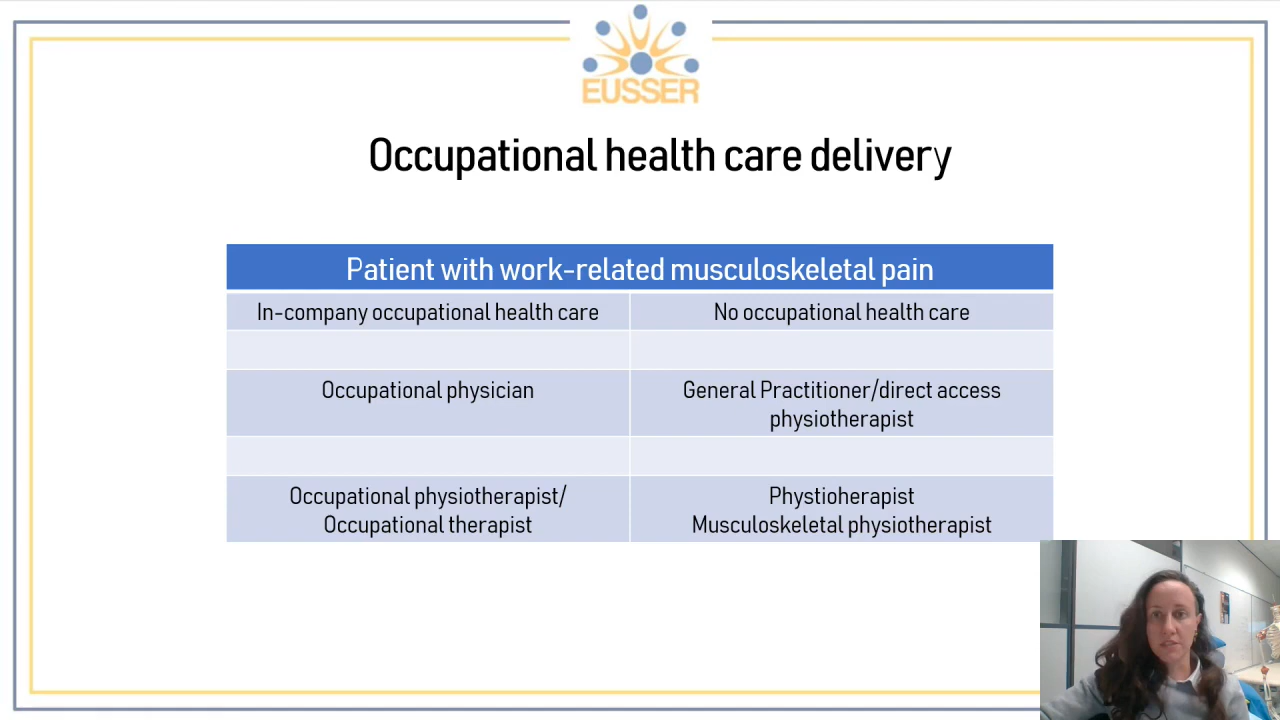 EUSSER
Occupational health care delivery
Patient with work-related musculoskeletal pain
In-company occupational health care
No occupational health care
Occupational physician
General Practitioner/direct access
physiotherapist
Occupational physiotherapist/
Occupational therapist
Phystioherapist
Musculoskeletal physiotherapist